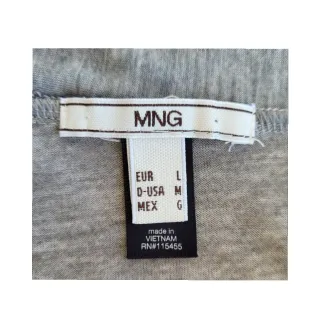 MNG
EUR L
D-USA M
MEX G
made in
VIETNAM
RN#115455